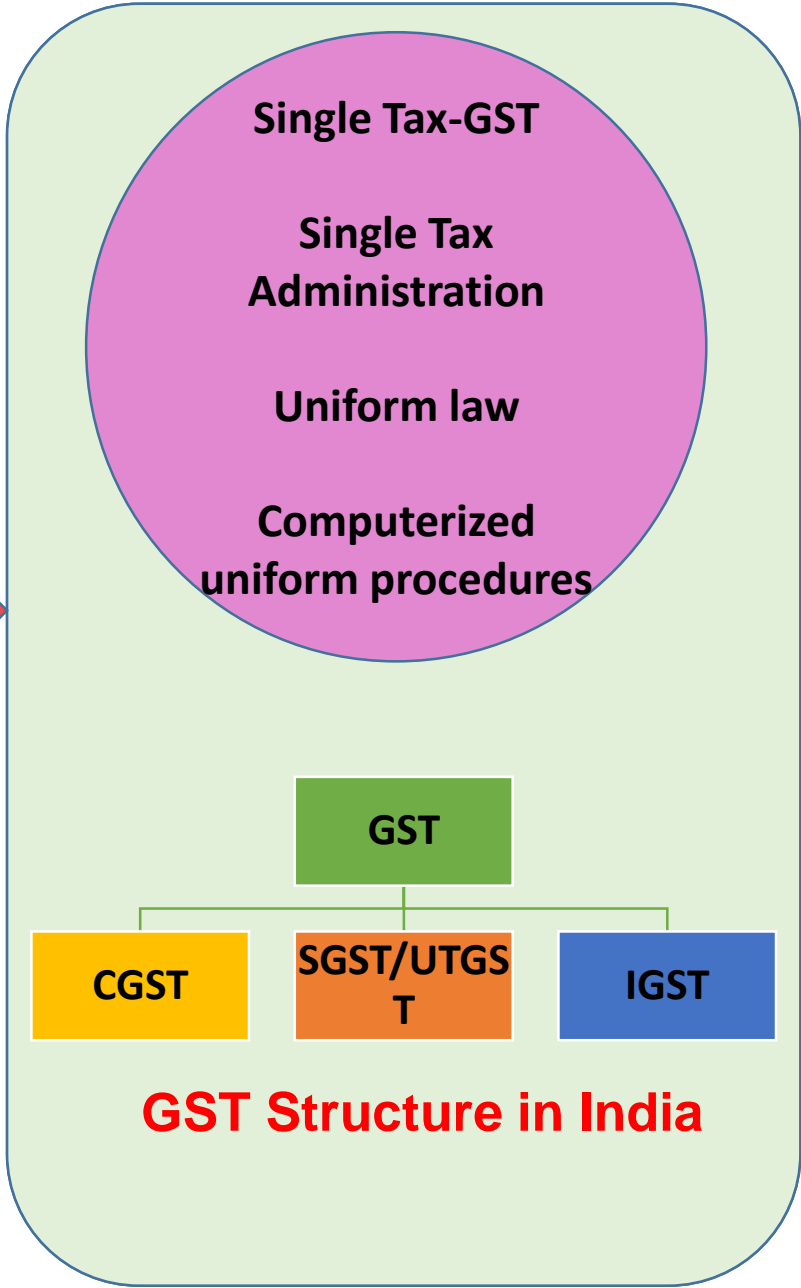 Single Tax-GST
Single Tax
Administration
Uniform law
Computerized
uniform procedures
GST
CGST
SGST/UTGS
T
IGST
GST Structure in India